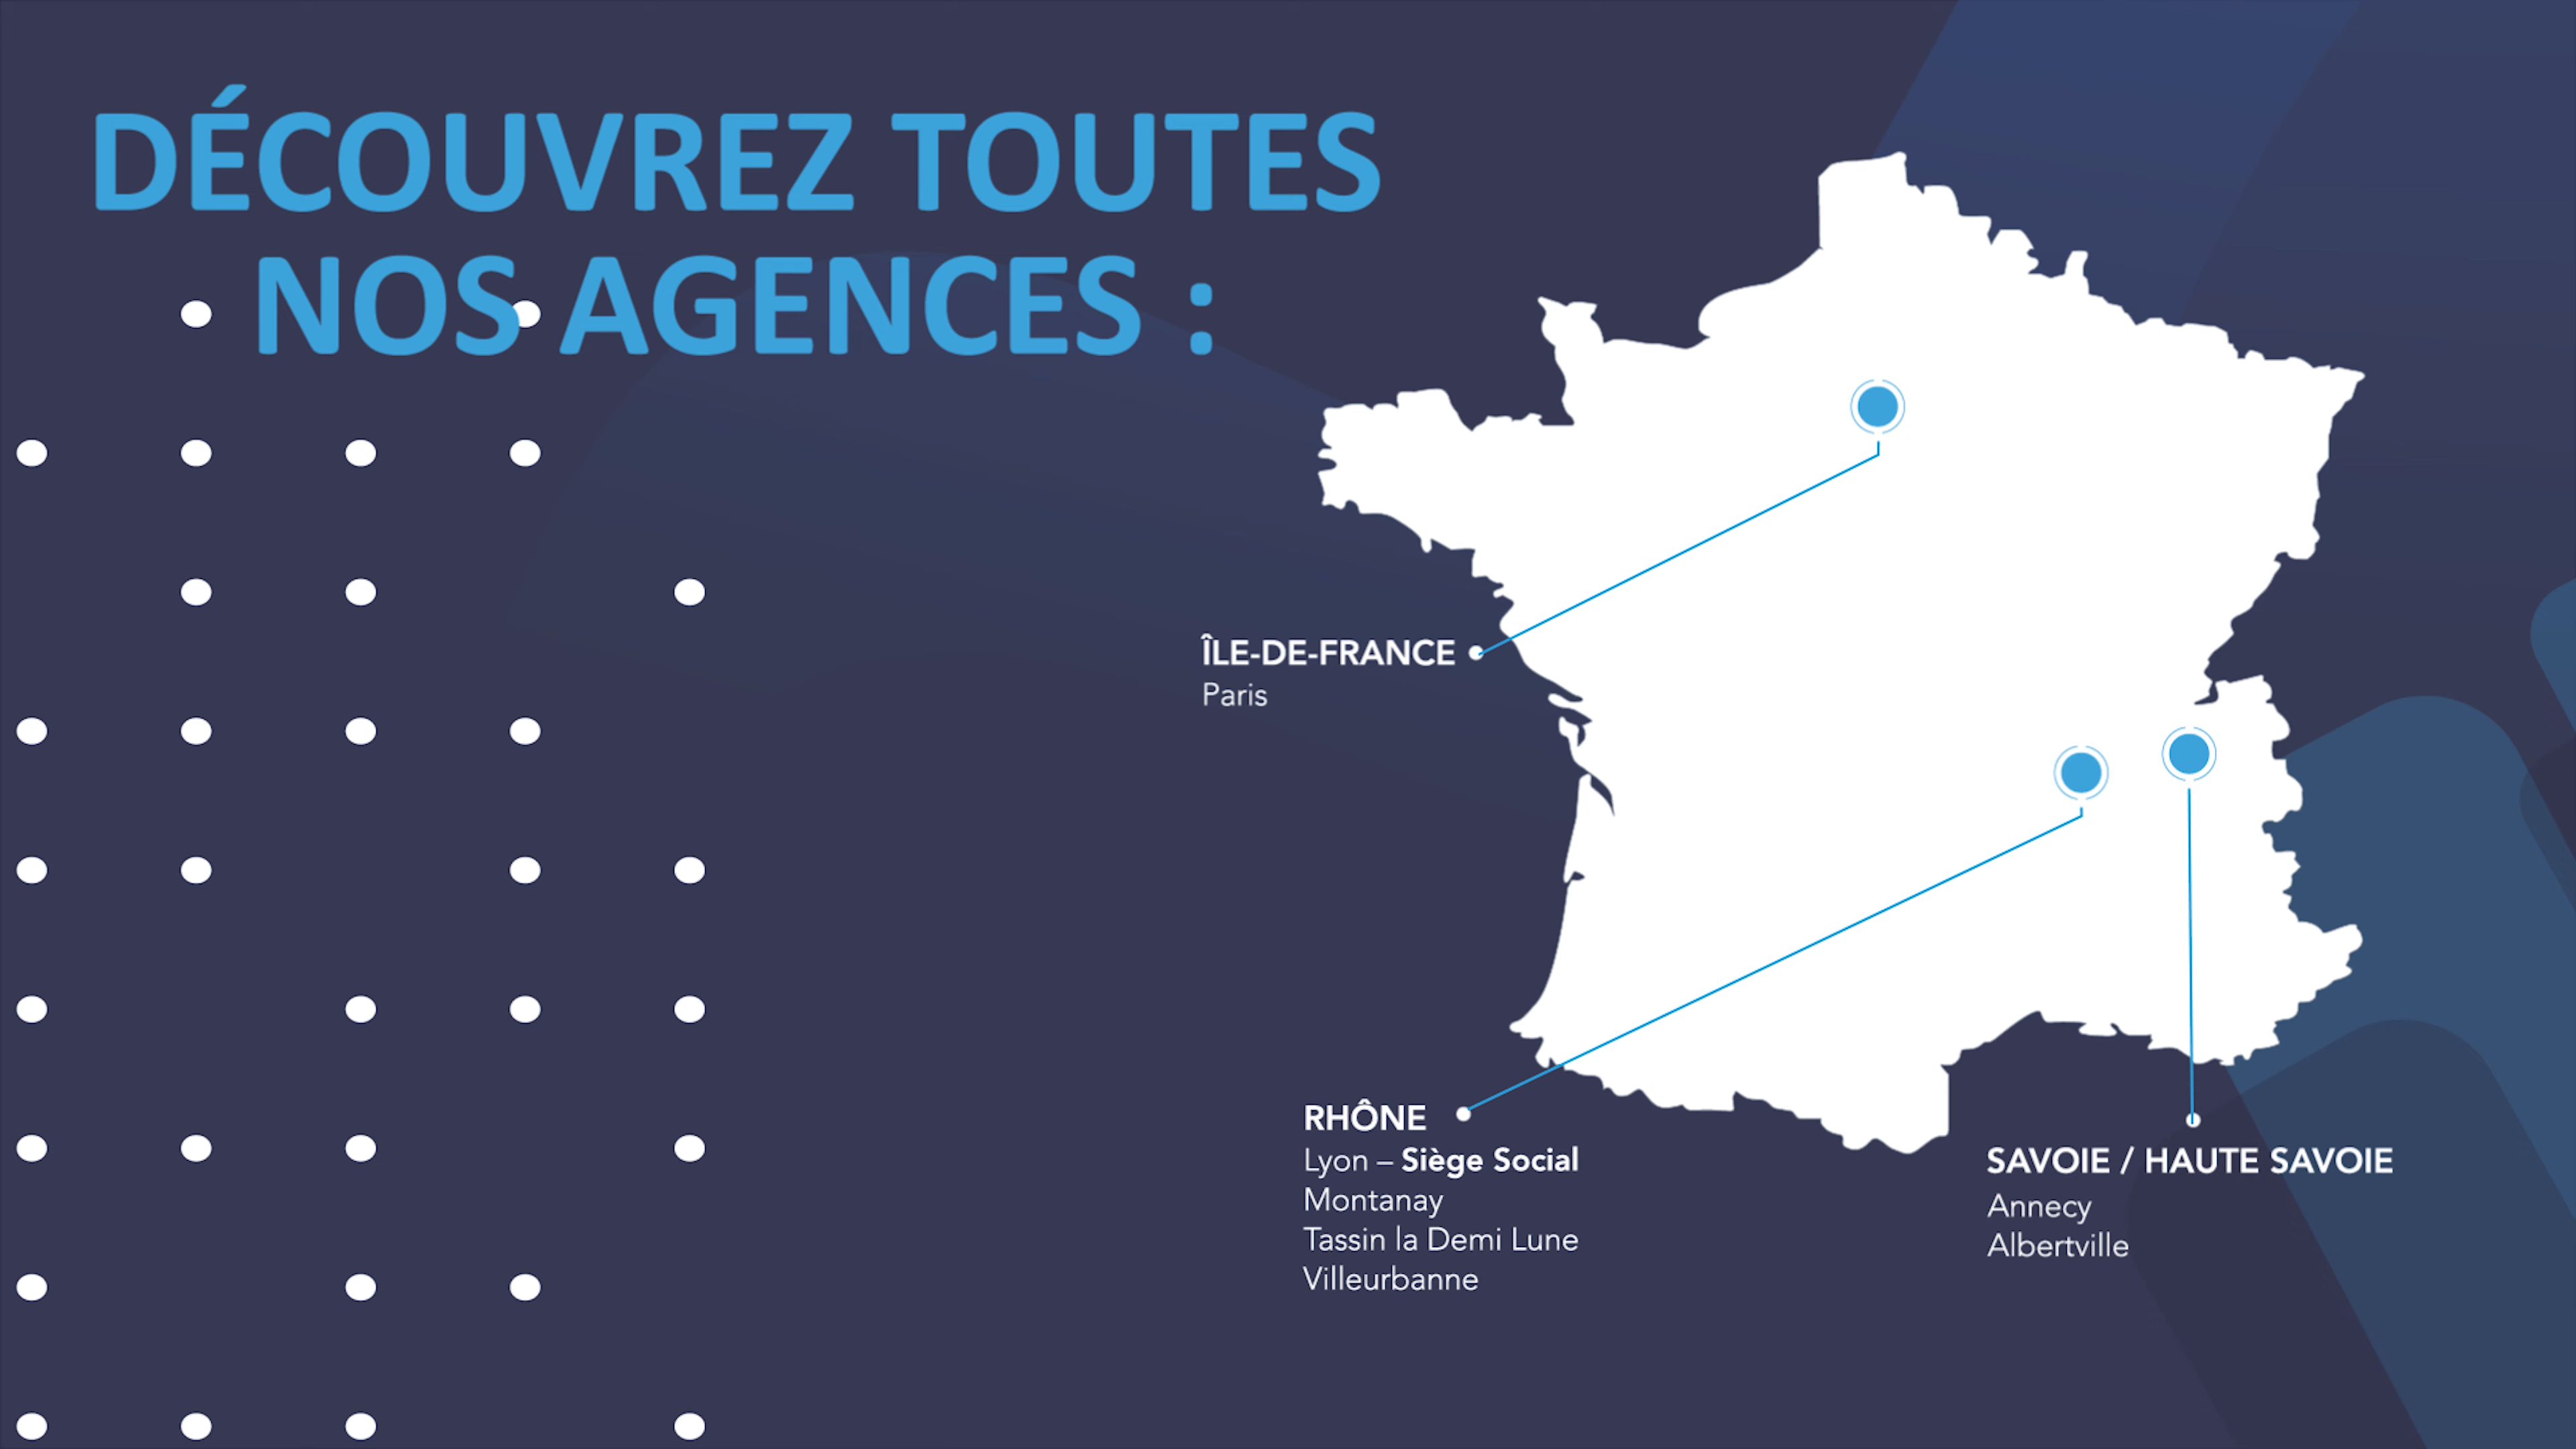 DÉCOUVREZ TOUTES
NOS AGENCES :
ÎLE-DE-FRANCE
Paris
RHÔNE
Lyon – Siège Social
Montanay
Tassin la Demi Lune
Villeurbanne
SAVOIE / HAUTE SAVOIE
Annecy
Albertville